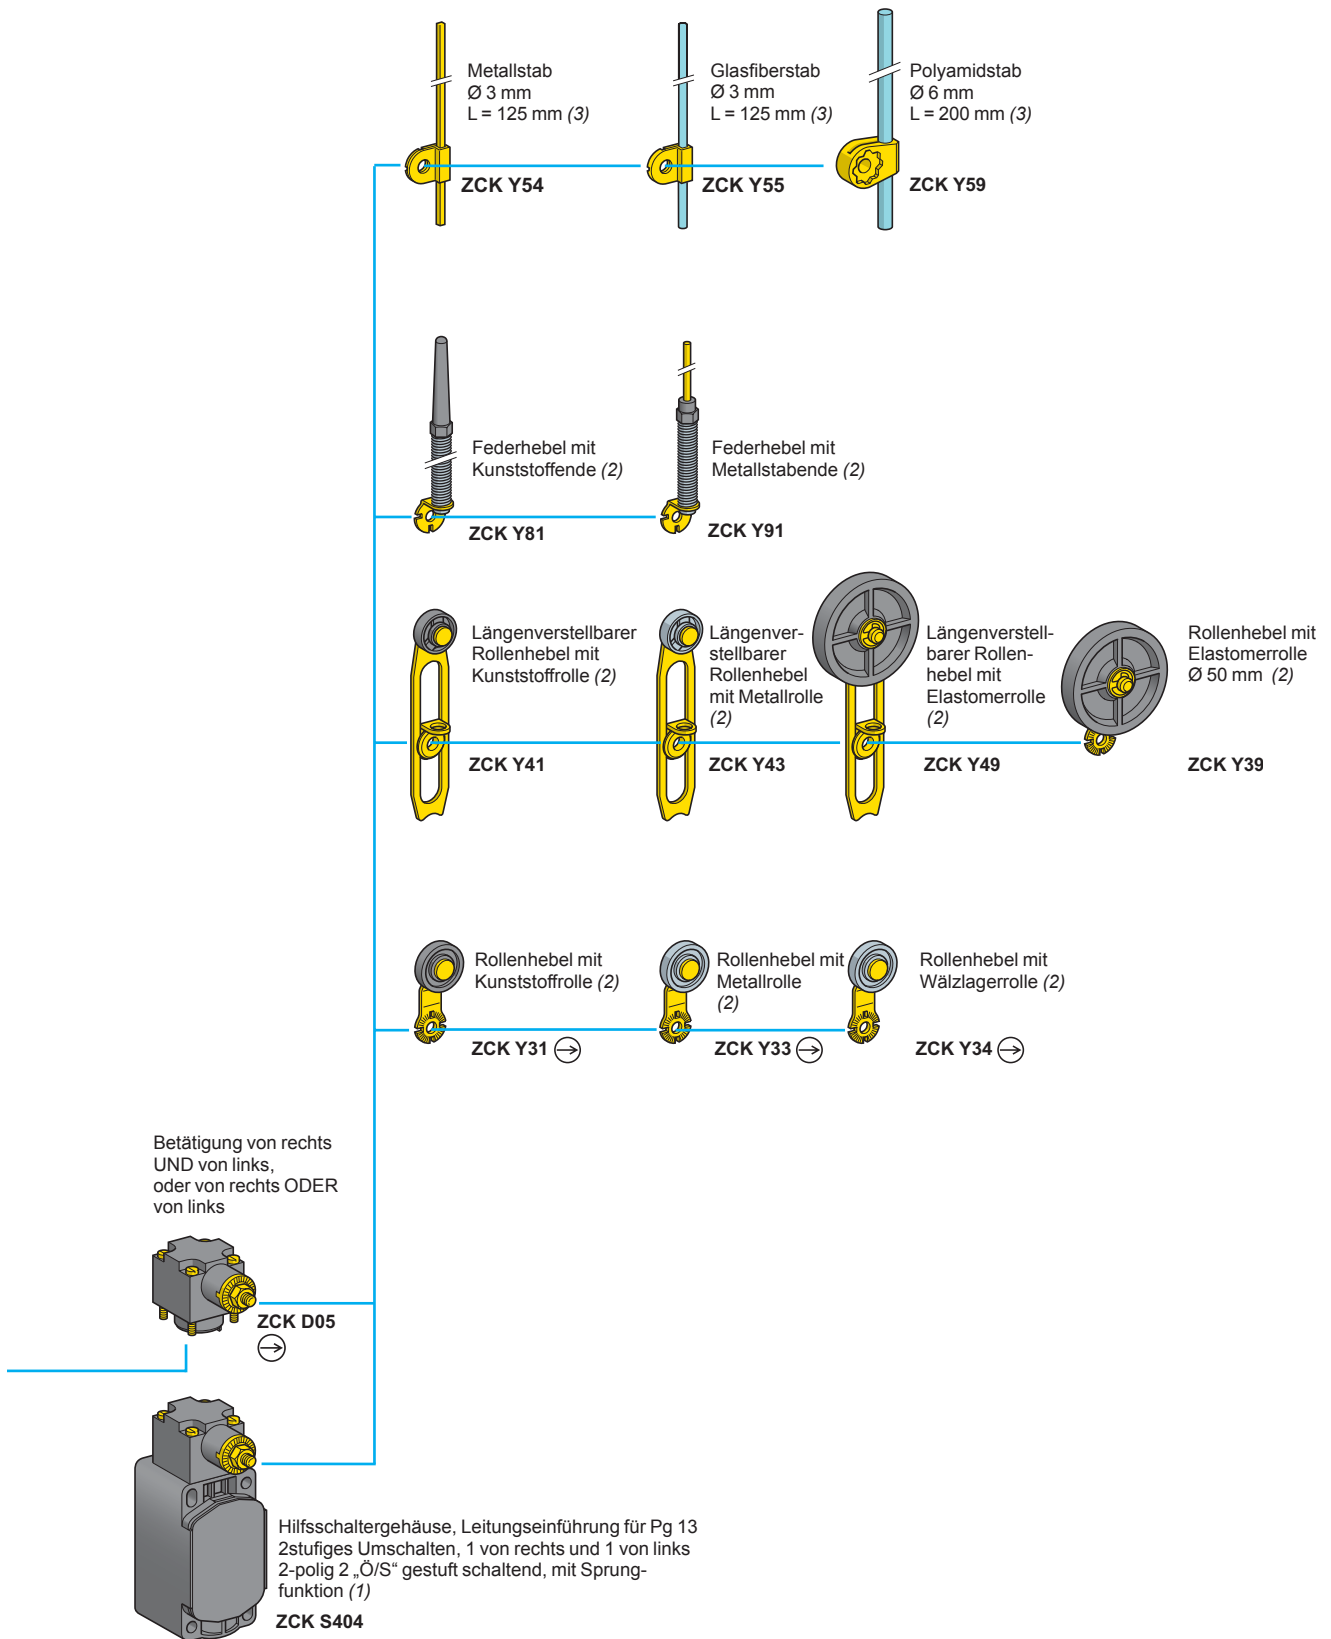 Metallstab
Ø 3 mm
L = 125 mm (3)
ZCK Y54
Glasfiberstab
Ø 3 mm
L = 125 mm (3)
ZCK Y55
Polyamidstab
Ø 6 mm
L = 200 mm (3)
ZCK Y59
Federhebel mit
Kunststoffende (2)
ZCK Y81
Federhebel mit
Metallstabende (2)
ZCK Y91
Längenverstellbarer
Rollenhebel mit
Kunststoffrolle (2)
ZCK Y41
Längenver-
stellbarer
Rollenhebel
mit Metallrolle
(2)
ZCK Y43
Längenverstell-
barer Rollen-
hebel mit
Elastomerrolle
(2)
ZCK Y49
Rollenhebel mit
Elastomerrolle
Ø 50 mm (2)
ZCK Y39
Rollenhebel mit
Kunststoffrolle (2)
ZCK Y31
Rollenhebel mit
Metallrolle
(2)
ZCK Y33
Rollenhebel mit
Wälzlagerrolle (2)
ZCK Y34
Betätigung von rechts
UND von links,
oder von rechts ODER
von links
ZCK D05
Hilfsschaltergehäuse, Leitungseinführung für Pg 13
2stufiges Umschalten, 1 von rechts und 1 von links
2-polig 2 „Ö/S“ gestuft schaltend, mit Sprung-
funktion (1)
ZCK S404